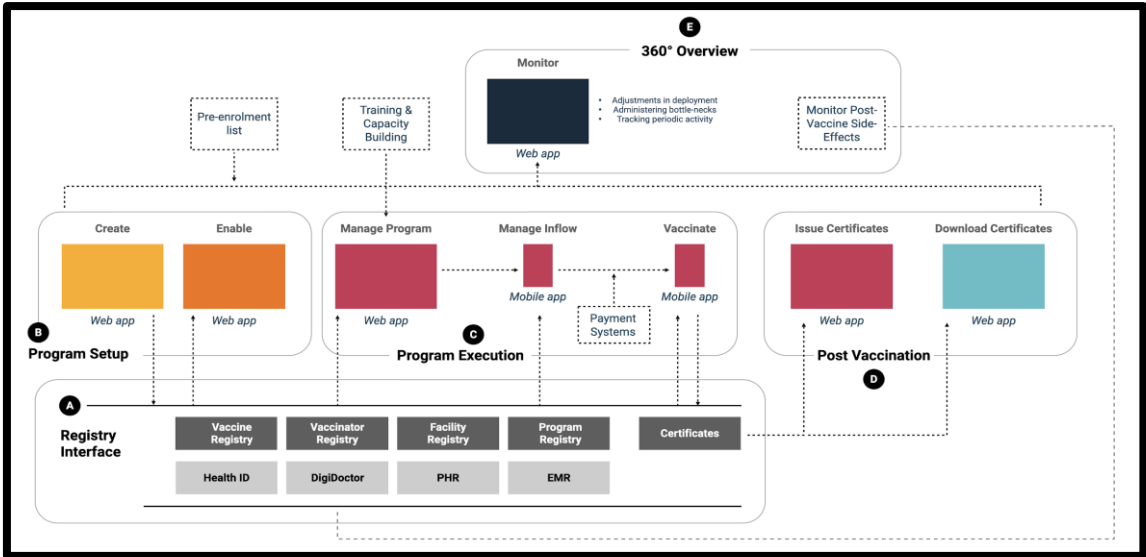 E
360° Overview
Monitor
• Adjustments in deployment
• Administering bottle-necks
• Tracking periodic activity
Web app
Monitor Post-
Vaccine Side-
Effects
Pre-enrolment
list
Training &
Capacity
Building
Create
Web app
Enable
Web app
B
Program Setup
Manage Program
Web app
Manage Inflow
Mobile app
Vaccinate
Mobile app
Payment
Systems
C
Program Execution
Issue Certificates
Web app
Download Certificates
Web app
Post Vaccination
D
A
Registry
Interface
Vaccine
Registry
Vaccinator
Registry
Facility
Registry
Program
Registry
Certificates
Health ID
DigiDoctor
PHR
EMR